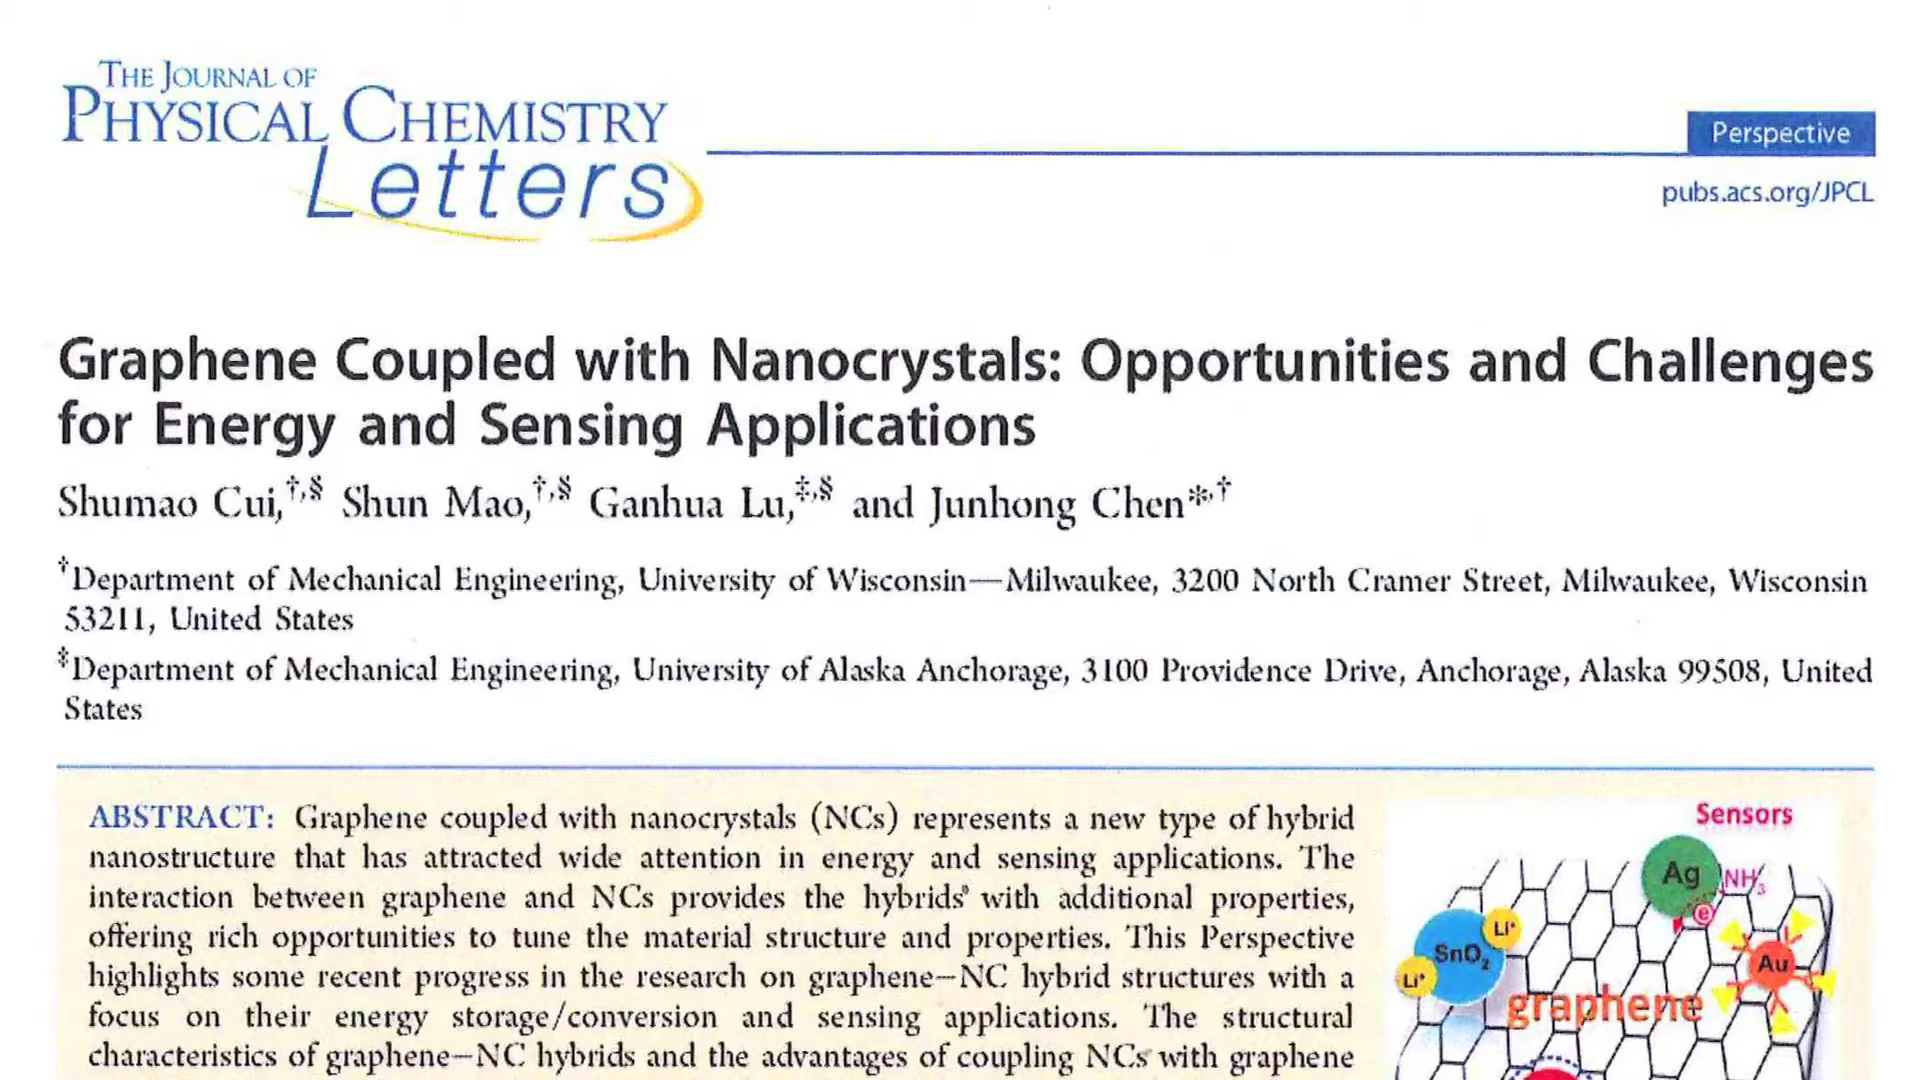 THE JOURNAL OF
PHYSICAL CHEMISTRY
Letters
Perspective
pubs.acs.org/JPCL
Graphene Coupled with Nanocrystals: Opportunities and Challenges
for Energy and Sensing Applications
Shumao Cui,†,§ Shun Mao,†,§ Ganhua Lu,‡,§ and Junhong Chen*,†
†Department of Mechanical Engineering, University of Wisconsin—Milwaukee, 3200 North Cramer Street, Milwaukee, Wisconsin
53211, United States
‡Department of Mechanical Engineering, University of Alaska Anchorage, 3100 Providence Drive, Anchorage, Alaska 99508, United
States
ABSTRACT: Graphene coupled with nanocrystals (NCs) represents a new type of hybrid
nanostructure that has attracted wide attention in energy and sensing applications. The
interaction between graphene and NCs provides the hybrids with additional properties,
offering rich opportunities to tune the material structure and properties. This Perspective
highlights some recent progress in the research on graphene−NC hybrid structures with a
focus on their energy storage/conversion and sensing applications. The structural
characteristics of graphene−NC hybrids and the advantages of coupling NCs with graphene
Sensors
Ag
NH3
e
Li+
SnO2
Au
Li+
graphene